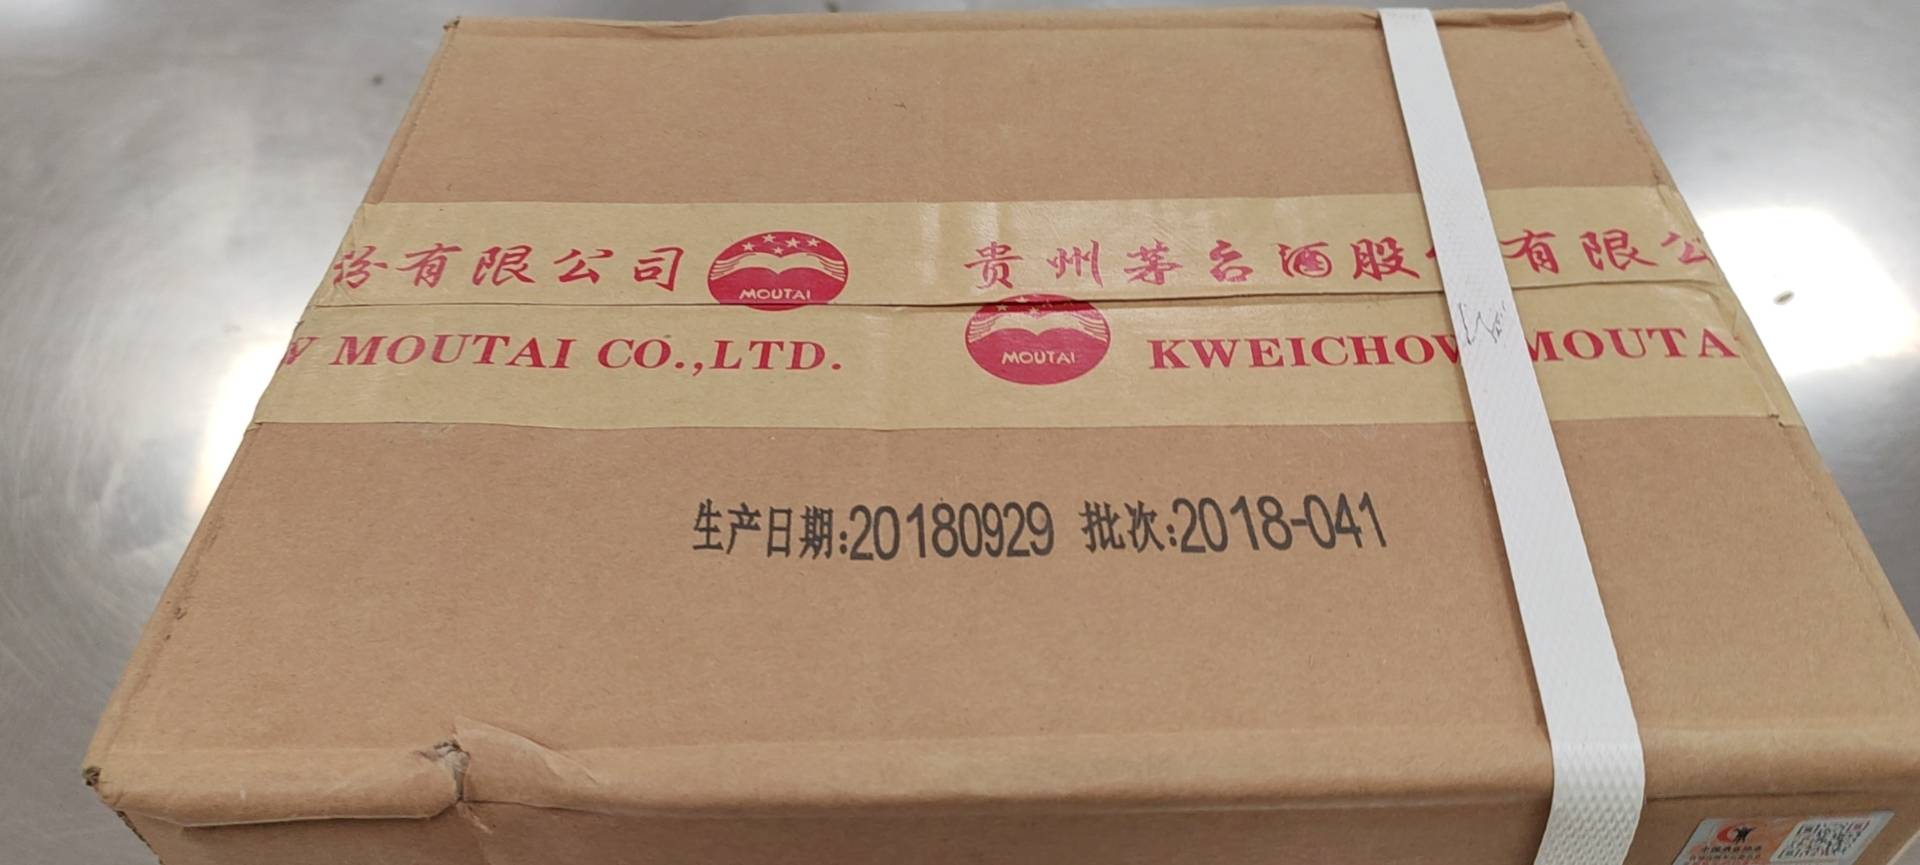 份有限公司 MOUTAI 贵州茅台酒股 有限公
W MOUTAI CO.,LTD. MOUTAI KWEICHOW MOUTA
生产日期:20180929 批次:2018-041